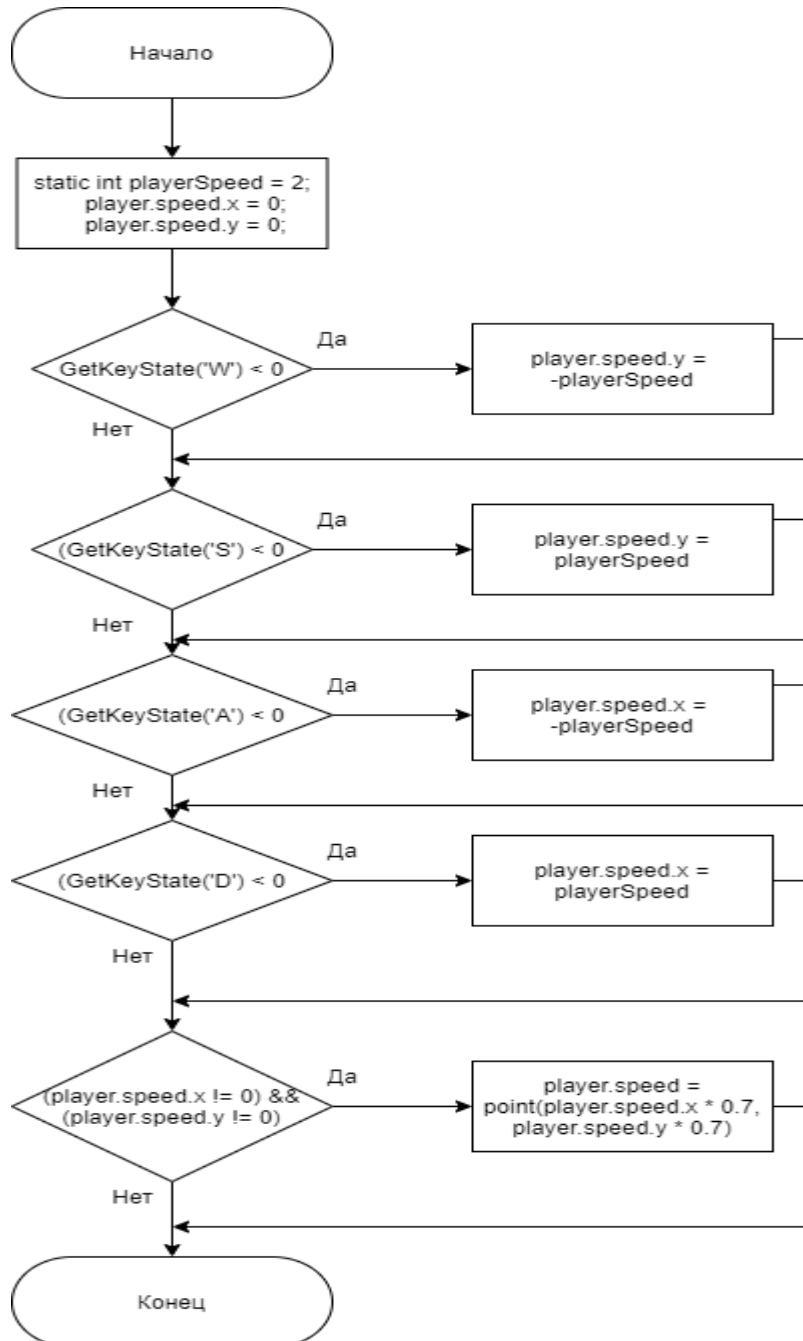 Начало
static int playerSpeed = 2;
player.speed.x = 0;
player.speed.y = 0;
GetKeyState('W') < 0
Да
player.speed.y =
-playerSpeed
Нет
(GetKeyState('S') < 0
Да
player.speed.y =
playerSpeed
Нет
(GetKeyState('A') < 0
Да
player.speed.x =
-playerSpeed
Нет
(GetKeyState('D') < 0
Да
player.speed.x =
playerSpeed
Нет
(player.speed.x != 0) &&
(player.speed.y != 0)
Да
player.speed =
point(player.speed.x * 0.7,
player.speed.y * 0.7)
Нет
Конец